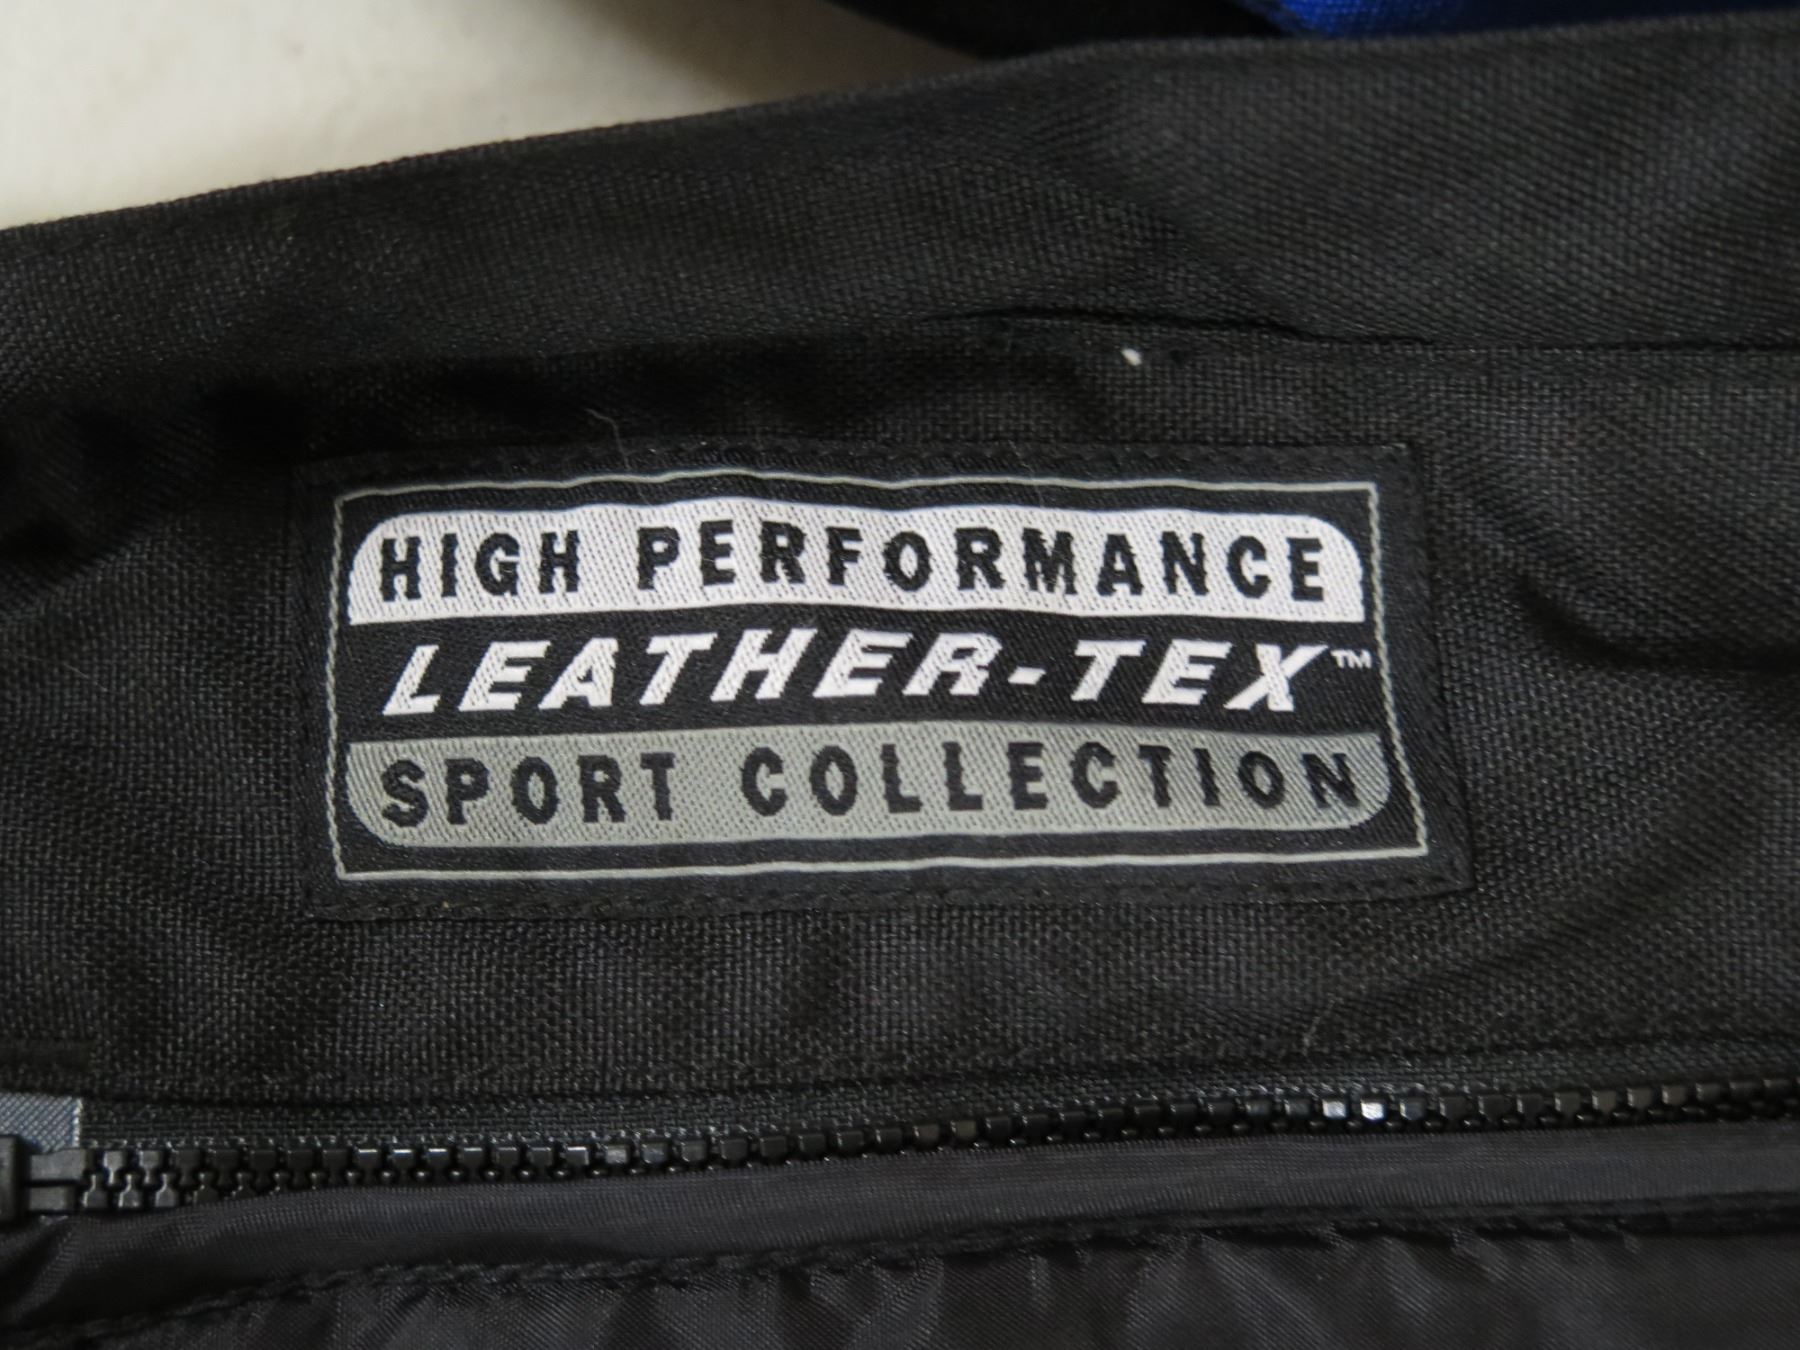 HIGH PERFORMANCE
LEATHER-TEX™
SPORT COLLECTION